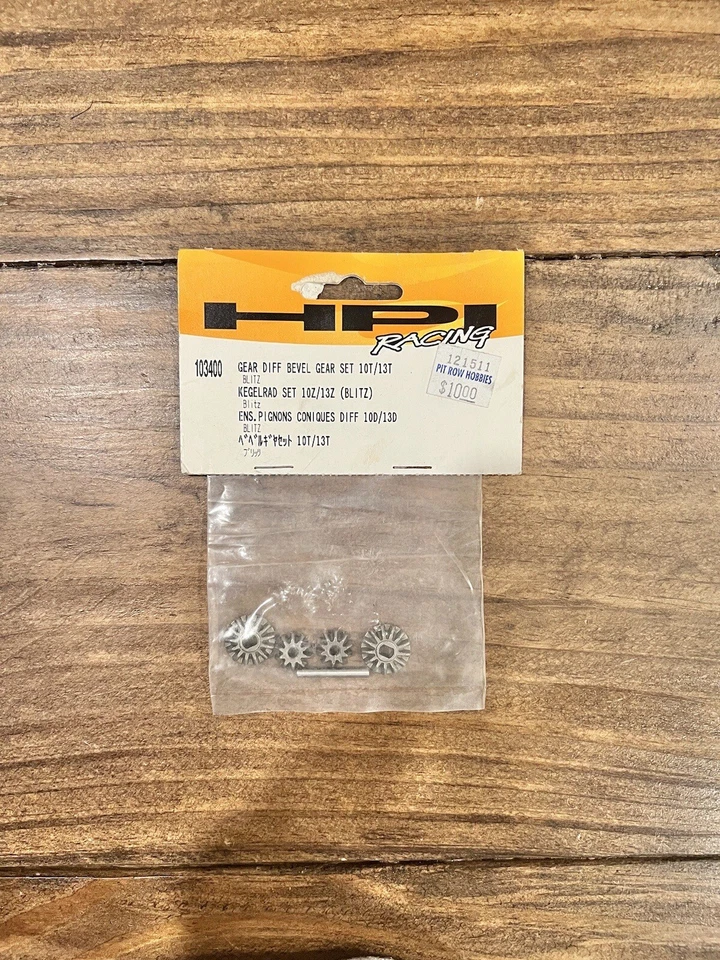 HPI
RACING
121511
PIT ROW HOBBIES
$10.00
103400 GEAR DIFF BEVEL GEAR SET 10T/13T
BLITZ
KEGELRAD SET 10Z/13Z (BLITZ)
Blitz
ENS.PIGNONS CONIQUES DIFF 10D/13D
BLITZ
ﾍﾞﾍﾞﾙｷﾞﾔｾｯﾄ 10T/13T
ﾌﾞﾘｯﾂ